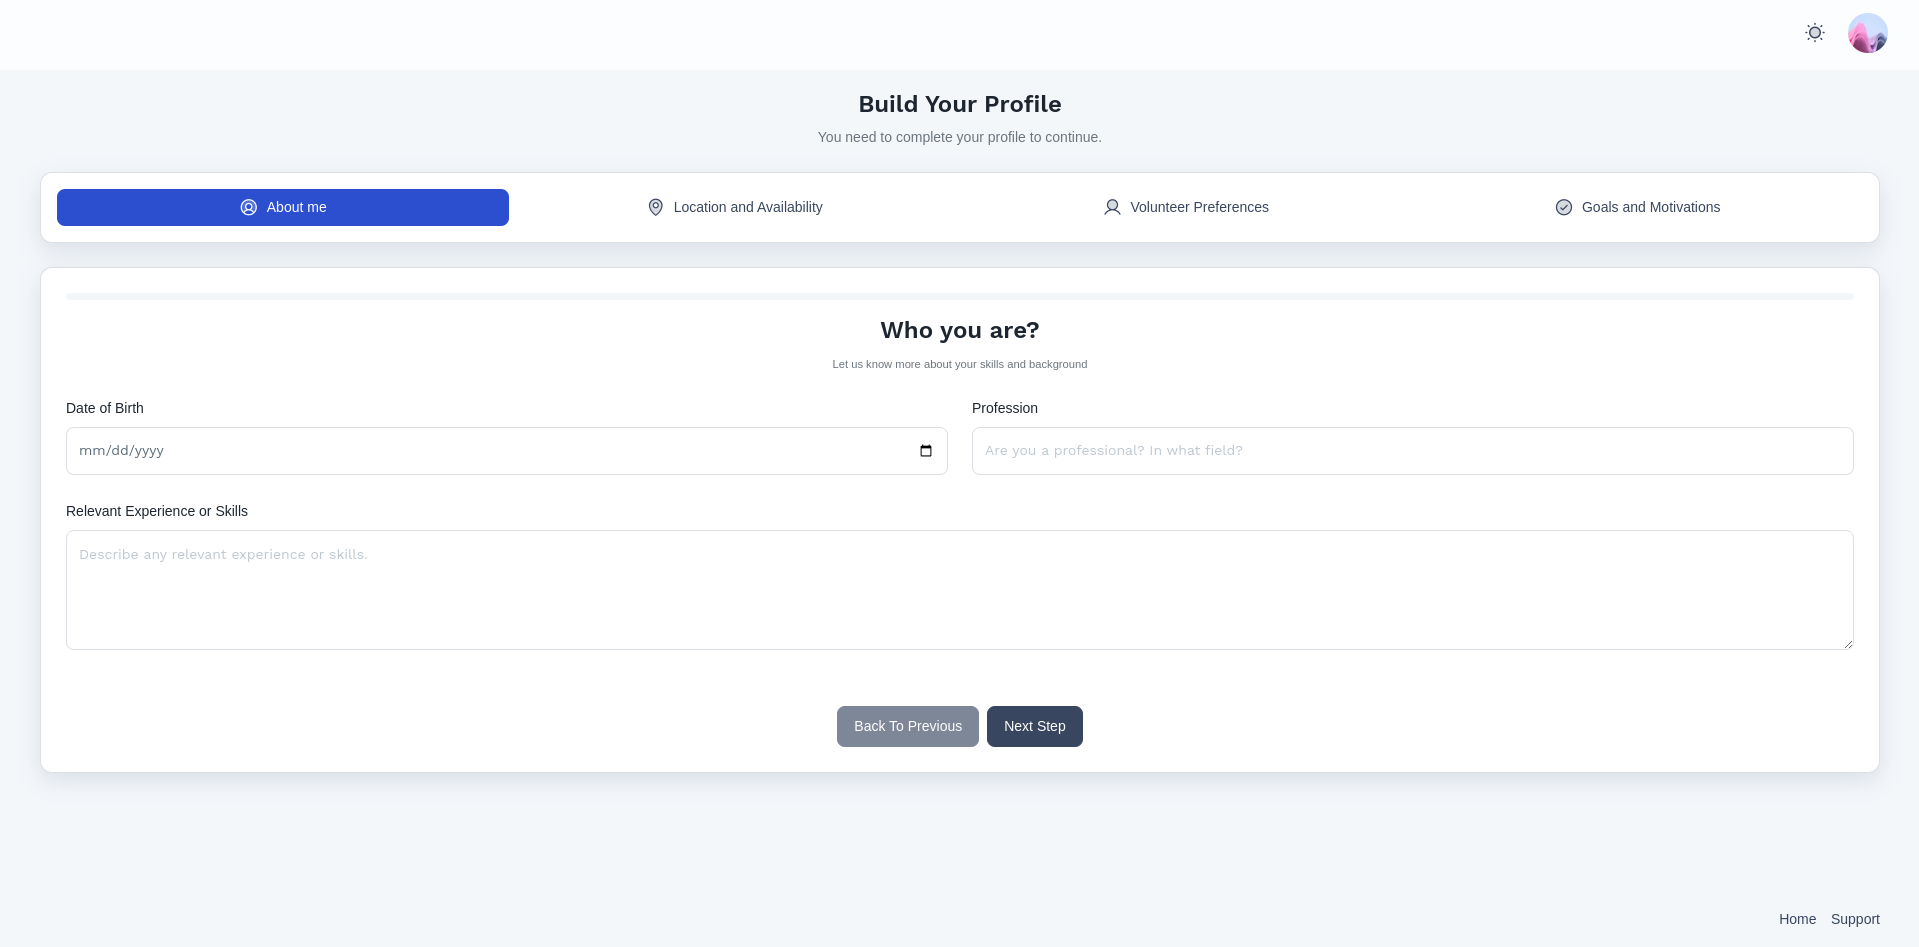 Build Your Profile
You need to complete your profile to continue.
About me
Location and Availability
Volunteer Preferences
Goals and Motivations
Who you are?
Let us know more about your skills and background
Date of Birth
Profession
mm/dd/yyyy
Are you a professional? In what field?
Relevant Experience or Skills
Describe any relevant experience or skills.
Back To Previous
Next Step
Home
Support